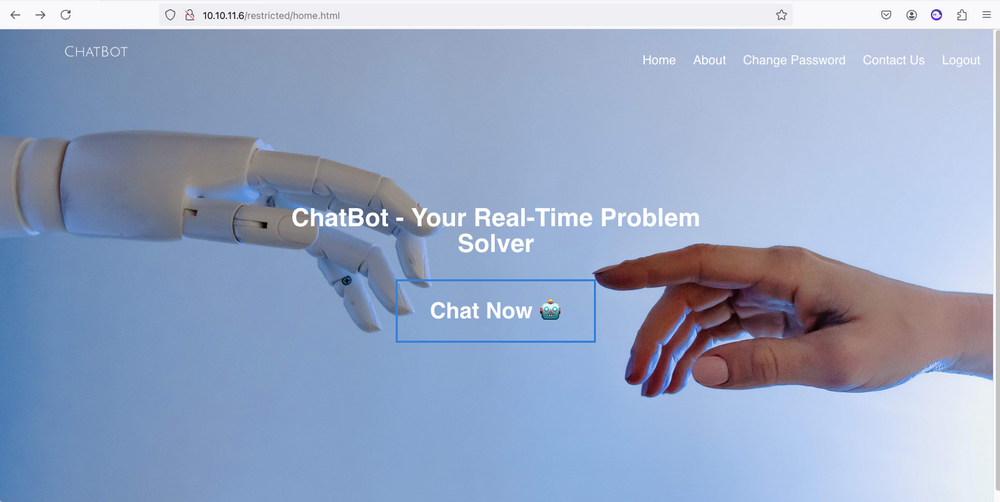 10.10.11.6/restricted/home.html
CHATBOT
Home About Change Password Contact Us Logout
ChatBot - Your Real-Time Problem
Solver
Chat Now 🤖